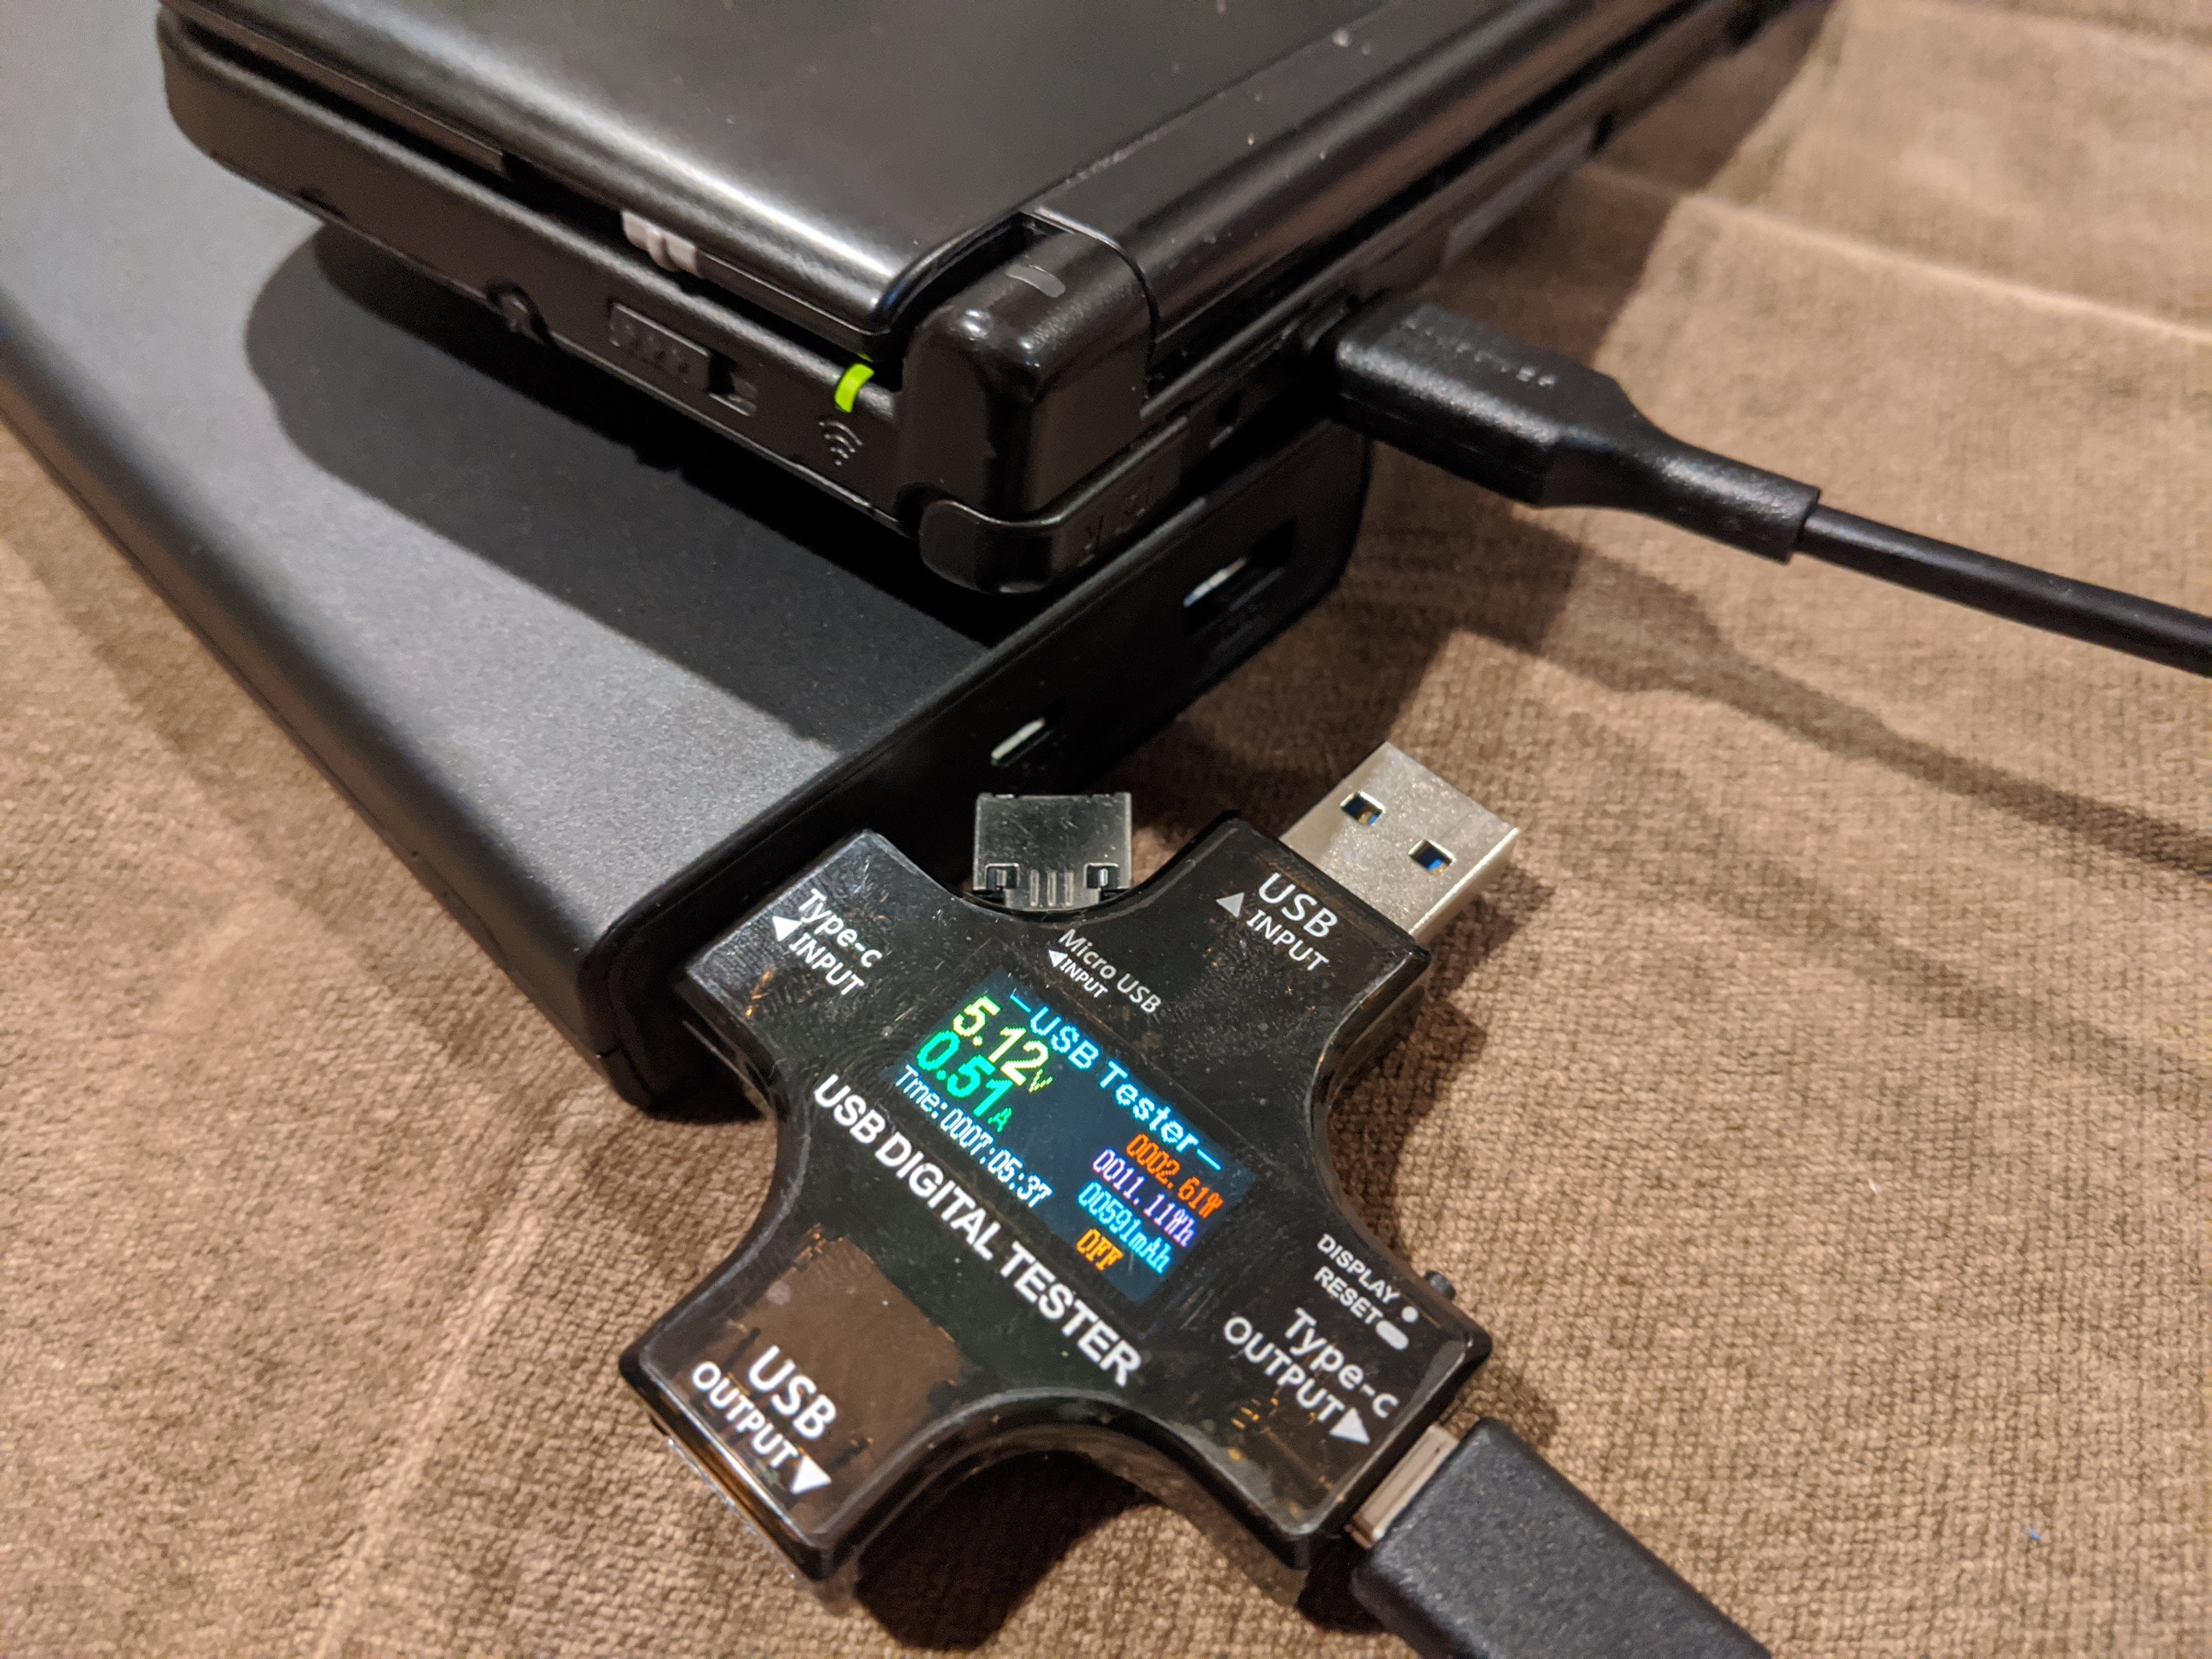 Type-c
INPUT
Micro USB
INPUT
USB
INPUT
—USB Tester—
5.12V
0.51A
Tme:0007:05:37
0002.61W
0011.11Wh
00591mAh
OFF
USB DIGITAL TESTER
DISPLAY
RESET
Type-c
OUTPUT
USB
OUTPUT